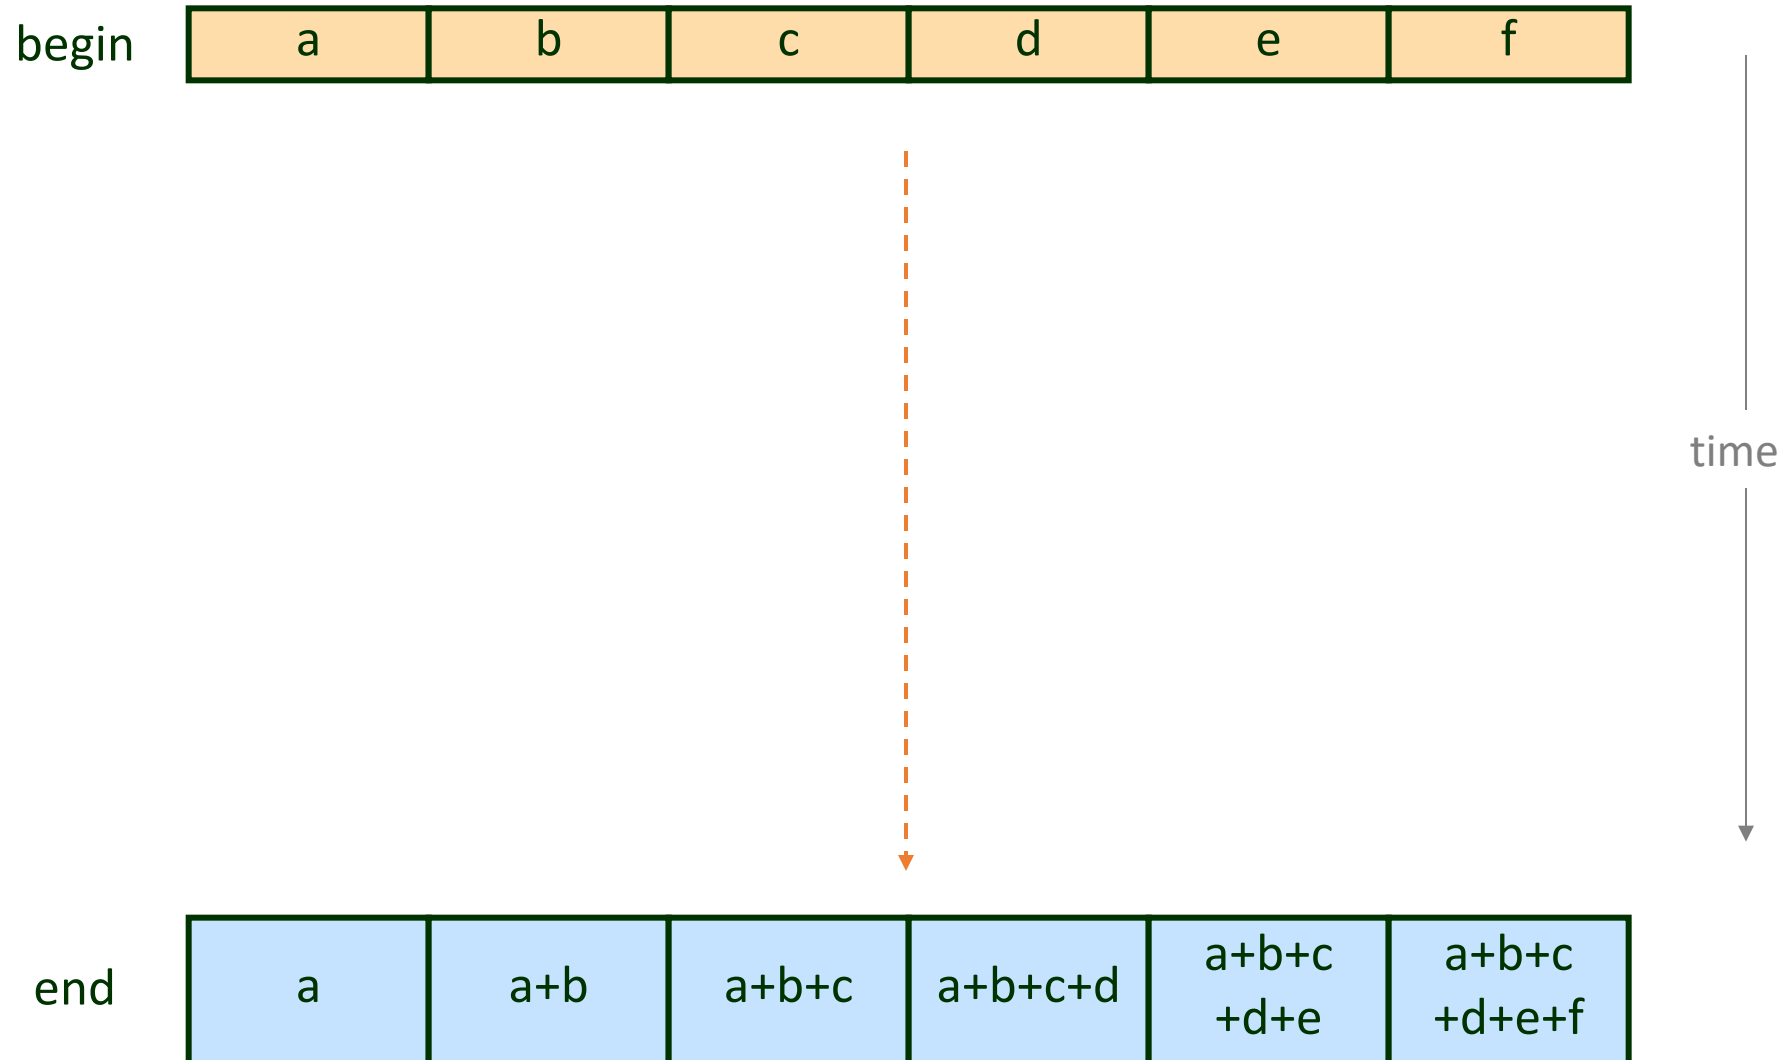 begin a b c d e f
time
end a a+b a+b+c a+b+c+d a+b+c +d+e a+b+c +d+e+f